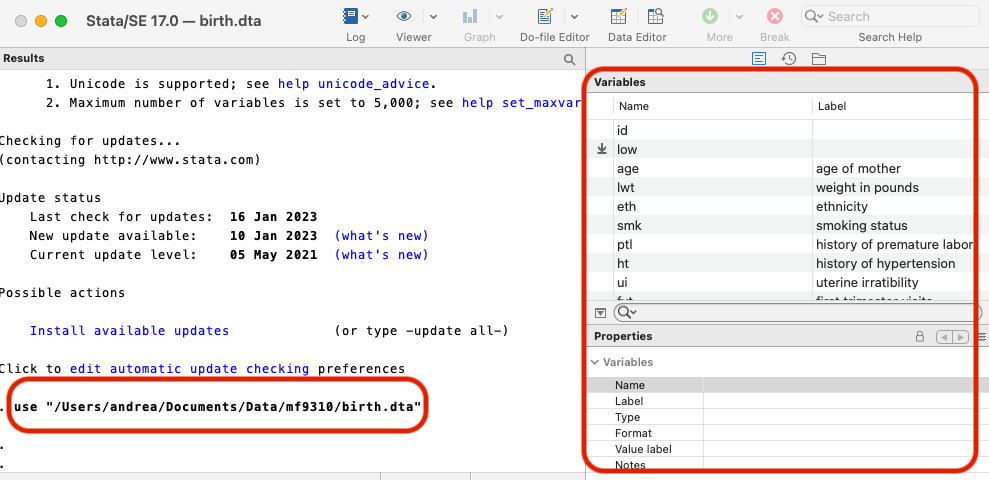 Stata/SE 17.0 — birth.dta
Log Viewer Graph Do-file Editor Data Editor More Break Search
Search Help
Results
1. Unicode is supported; see help unicode_advice.
2. Maximum number of variables is set to 5,000; see help set_maxvar
Checking for updates...
(contacting http://www.stata.com)
Update status
Last check for updates: 16 Jan 2023
New update available: 10 Jan 2023 (what's new)
Current update level: 05 May 2021 (what's new)
Possible actions
Install available updates (or type -update all-)
Click to edit automatic update checking preferences
. use "/Users/andrea/Documents/Data/mf9310/birth.dta"
.
.
Variables
Name Label
id
low
age age of mother
lwt weight in pounds
eth ethnicity
smk smoking status
ptl history of premature labor
ht history of hypertension
ui uterine irratibility
first trimester visits
Properties
Variables
Name
Label
Type
Format
Value label
Notes